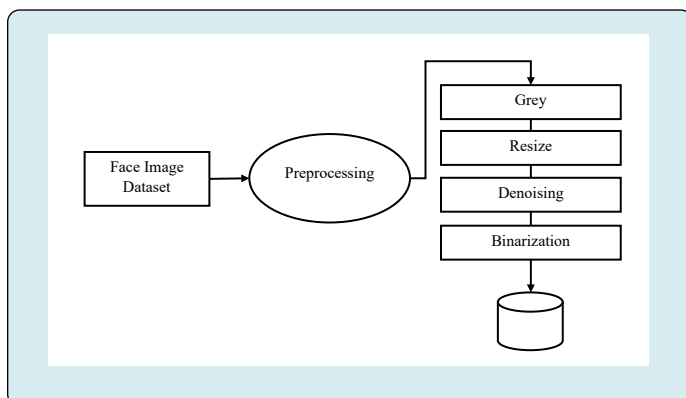 Face Image
Dataset
Preprocessing
Grey
Resize
Denoising
Binarization